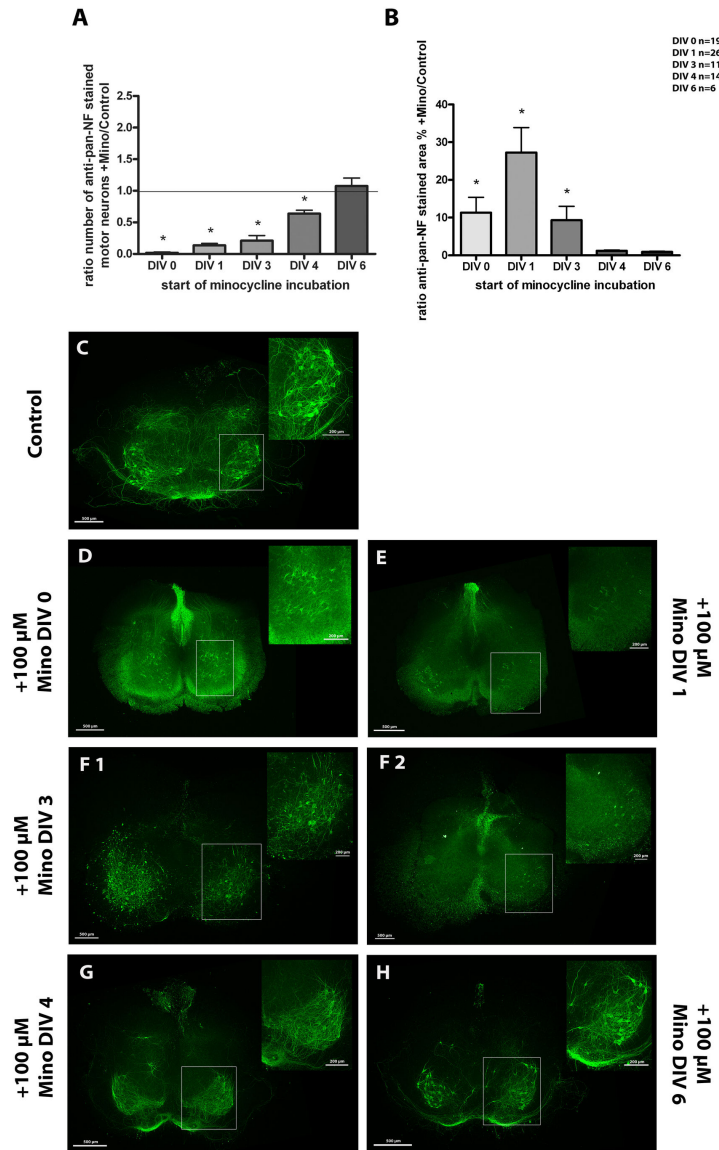 A
ratio number of anti-pan-NF stained
motor neurons +Mino/Control
2.5
2.0
1.5
1.0
0.5
0.0
*
*
*
*
DIV 0
DIV 1
DIV 3
DIV 4
DIV 6
start of minocycline incubation
B
ratio anti-pan-NF stained area % +Mino/Control
40
30
20
10
0
*
*
*
DIV 0
DIV 1
DIV 3
DIV 4
DIV 6
start of minocycline incubation
DIV 0 n=19
DIV 1 n=26
DIV 3 n=11
DIV 4 n=14
DIV 6 n=6
Control
C
200 µm
500 µm
+100 µM
Mino DIV 0
D
200 µm
500 µm
E
200 µm
500 µm
+100 µM
Mino DIV 1
+100 µM
Mino DIV 3
F 1
200 µm
500 µm
F 2
200 µm
500 µm
+100 µM
Mino DIV 4
G
200 µm
500 µm
H
200 µm
500 µm
+100 µM
Mino DIV 6